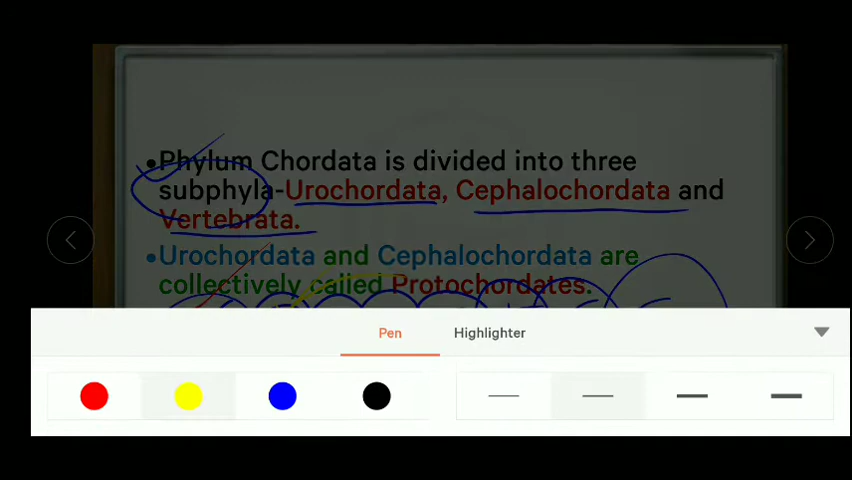 •Phylum Chordata is divided into three
subphyla-Urochordata, Cephalochordata and
Vertebrata.
•Urochordata and Cephalochordata are
collectively called Protochordates.
Pen Highlighter